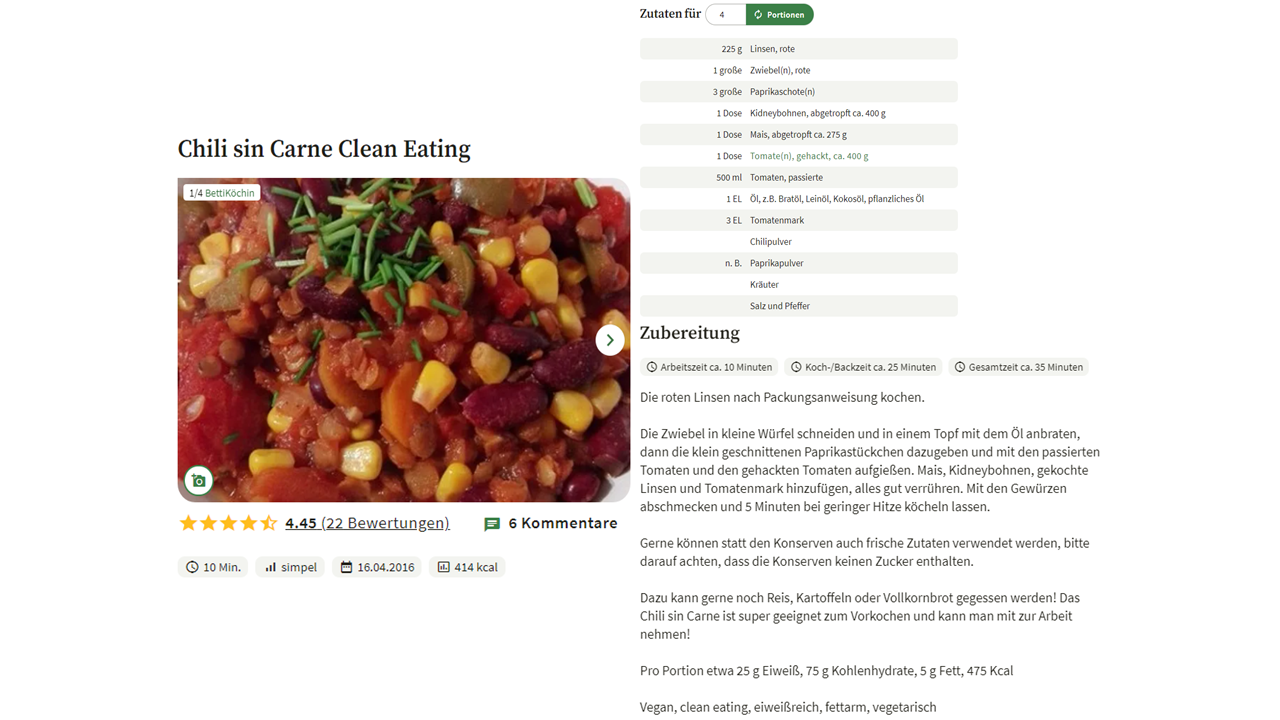 Chili sin Carne Clean Eating
1/4 BettiKöchin
4.45 (22 Bewertungen)
6 Kommentare
10 Min.
simpel
16.04.2016
414 kcal
Zutaten für 4 Portionen
225 g Linsen, rote
1 große Zwiebel(n), rote
3 große Paprikaschote(n)
1 Dose Kidneybohnen, abgetropft ca. 400 g
1 Dose Mais, abgetropft ca. 275 g
1 Dose Tomate(n), gehackt, ca. 400 g
500 ml Tomaten, passierte
1 EL Öl, z.B. Bratöl, Leinöl, Kokosöl, pflanzliches Öl
3 EL Tomatenmark
Chilipulver
n. B. Paprikapulver
Kräuter
Salz und Pfeffer
Zubereitung
Arbeitszeit ca. 10 Minuten
Koch-/Backzeit ca. 25 Minuten
Gesamtzeit ca. 35 Minuten
Die roten Linsen nach Packungsanweisung kochen.
Die Zwiebel in kleine Würfel schneiden und in einem Topf mit dem Öl anbraten,
dann die klein geschnittenen Paprikastückchen dazugeben und mit den passierten
Tomaten und den gehackten Tomaten aufgießen. Mais, Kidneybohnen, gekochte
Linsen und Tomatenmark hinzufügen, alles gut verrühren. Mit den Gewürzen
abschmecken und 5 Minuten bei geringer Hitze köcheln lassen.
Gerne können statt den Konserven auch frische Zutaten verwendet werden, bitte
darauf achten, dass die Konserven keinen Zucker enthalten.
Dazu kann gerne noch Reis, Kartoffeln oder Vollkornbrot gegessen werden! Das
Chili sin Carne ist super geeignet zum Vorkochen und kann man mit zur Arbeit
nehmen!
Pro Portion etwa 25 g Eiweiß, 75 g Kohlenhydrate, 5 g Fett, 475 Kcal
Vegan, clean eating, eiweißreich, fettarm, vegetarisch